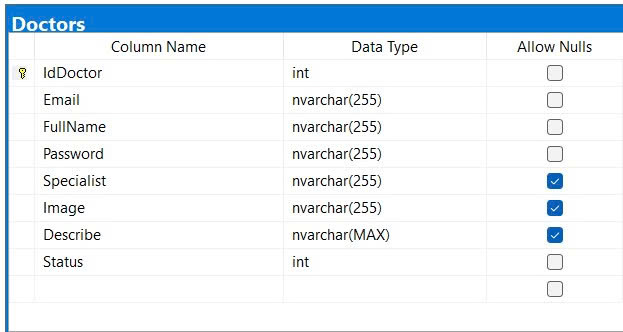 Doctors
Column Name Data Type Allow Nulls
IdDoctor int
Email nvarchar(255)
FullName nvarchar(255)
Password nvarchar(255)
Specialist nvarchar(255)
Image nvarchar(255)
Describe nvarchar(MAX)
Status int